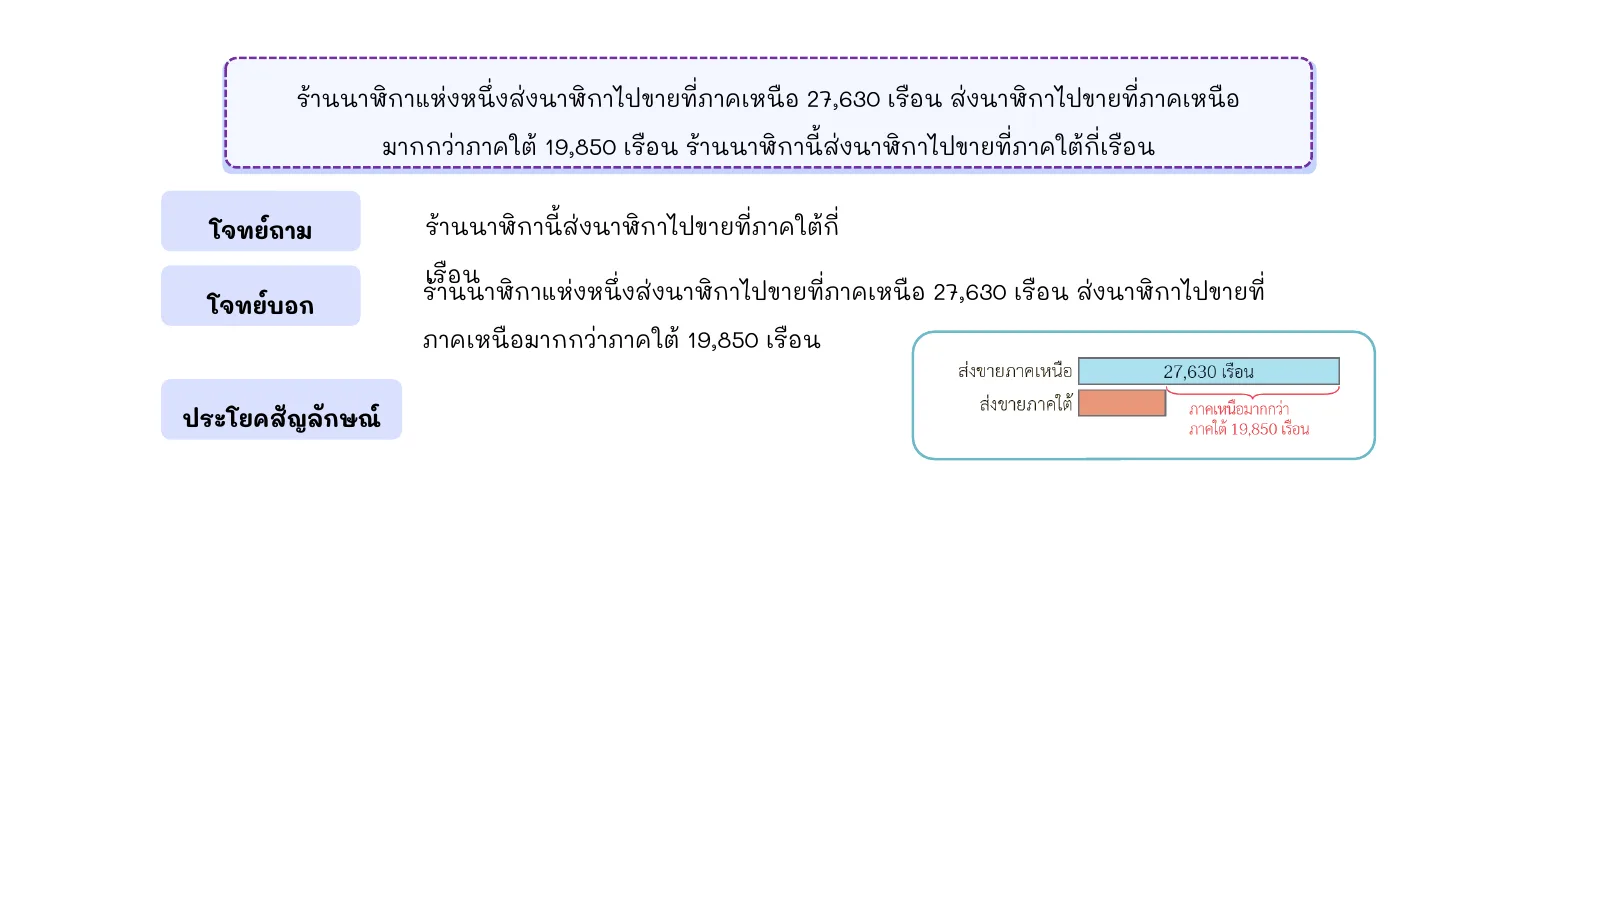 ร้านนาฬิกาแห่งหนึ่งส่งนาฬิกาไปขายที่ภาคเหนือ 27,630 เรือน ส่งนาฬิกาไปขายที่ภาคเหนือ
มากกว่าภาคใต้ 19,850 เรือน ร้านนาฬิกานี้ส่งนาฬิกาไปขายที่ภาคใต้กี่เรือน
โจทย์ถาม
ร้านนาฬิกานี้ส่งนาฬิกาไปขายที่ภาคใต้กี่
เรือน
โจทย์บอก
ร้านนาฬิกาแห่งหนึ่งส่งนาฬิกาไปขายที่ภาคเหนือ 27,630 เรือน ส่งนาฬิกาไปขายที่
ภาคเหนือมากกว่าภาคใต้ 19,850 เรือน
ส่งขายภาคเหนือ
27,630 เรือน
ส่งขายภาคใต้
ภาคเหนือมากกว่า
ภาคใต้ 19,850 เรือน
ประโยคสัญลักษณ์